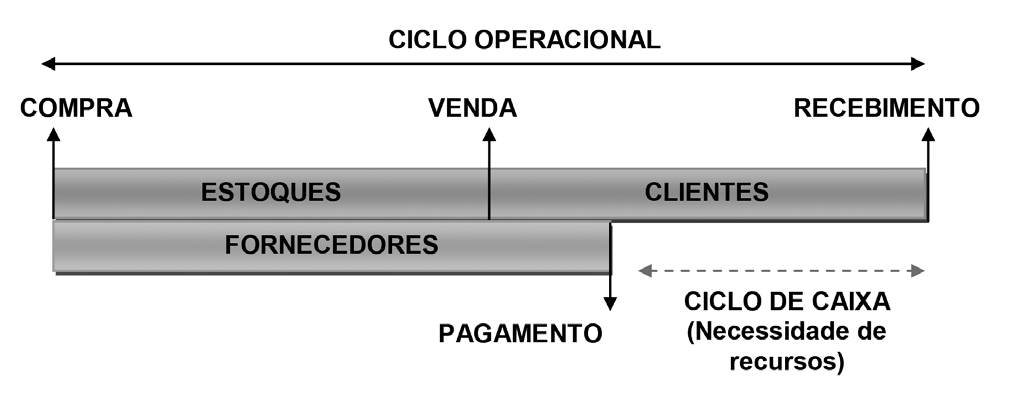 CICLO OPERACIONAL
COMPRA
VENDA
RECEBIMENTO
ESTOQUES
CLIENTES
FORNECEDORES
PAGAMENTO
CICLO DE CAIXA
(Necessidade de
recursos)